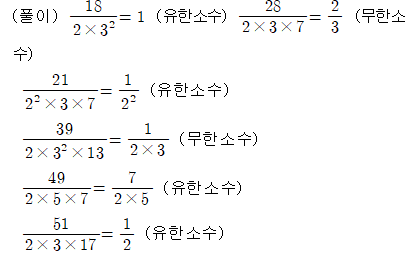 (풀이) 18/(2×3²) = 1 (유한소수) 28/(2×3×7) = 2/3 (무한소
수)
21/(2²×3×7) = 1/2² (유한소수)
39/(2×3²×13) = 1/(2×3) (무한소수)
49/(2×5×7) = 7/(2×5) (유한소수)
51/(2×3×17) = 1/2 (유한소수)